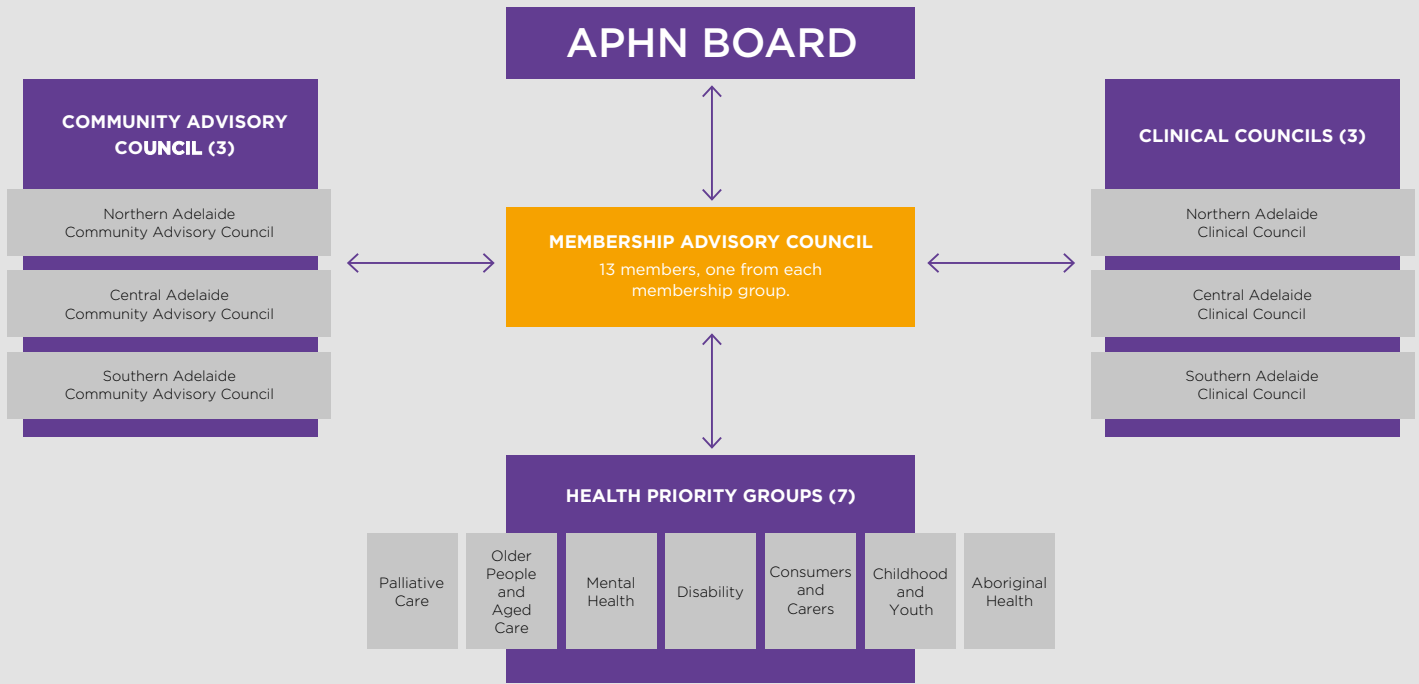 APHN BOARD
COMMUNITY ADVISORY
COUNCIL (3)
Northern Adelaide
Community Advisory Council
Central Adelaide
Community Advisory Council
Southern Adelaide
Community Advisory Council
MEMBERSHIP ADVISORY COUNCIL
13 members, one from each
membership group.
CLINICAL COUNCILS (3)
Northern Adelaide
Clinical Council
Central Adelaide
Clinical Council
Southern Adelaide
Clinical Council
HEALTH PRIORITY GROUPS (7)
Palliative
Care
Older
People
and
Aged
Care
Mental
Health
Disability
Consumers
and
Carers
Childhood
and
Youth
Aboriginal
Health